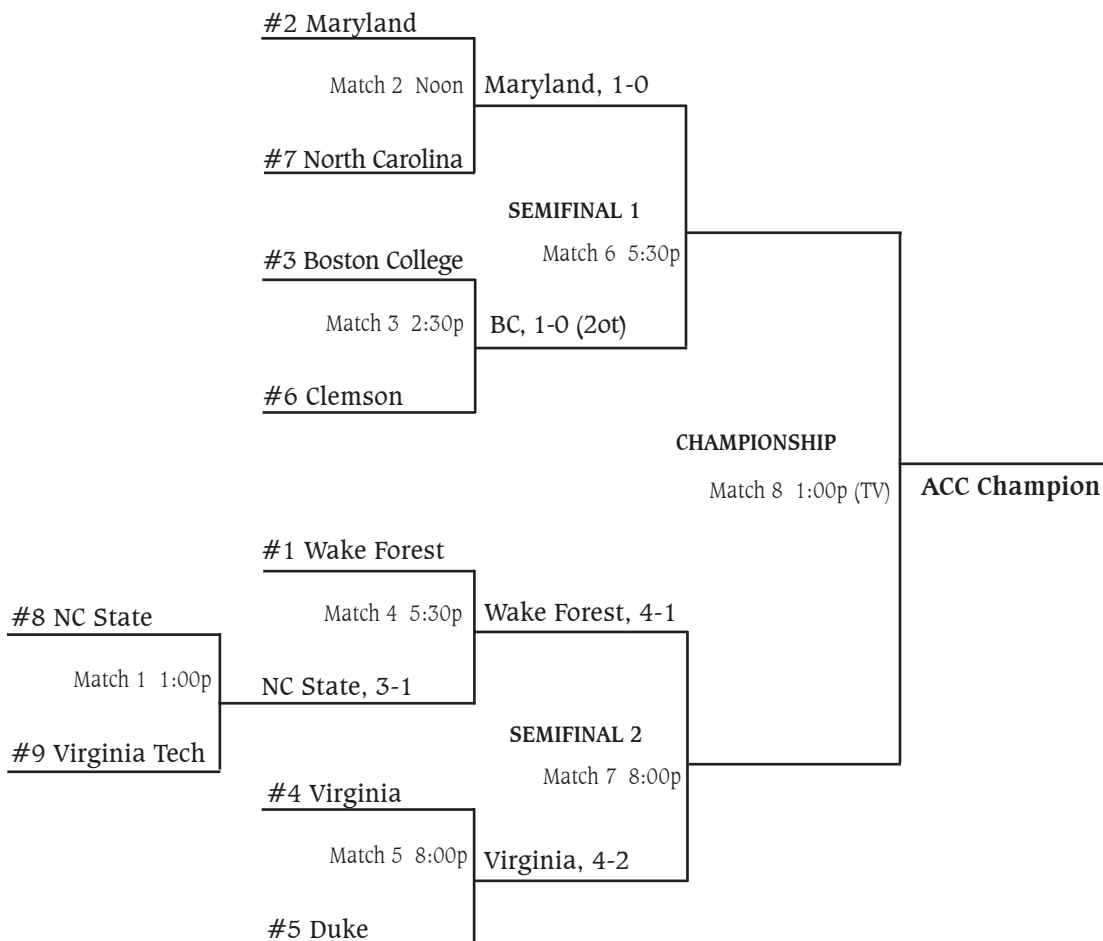 #2 Maryland
Match 2 Noon
Maryland, 1-0
#7 North Carolina
SEMIFINAL 1
Match 6 5:30p
#3 Boston College
Match 3 2:30p
BC, 1-0 (2ot)
#6 Clemson
CHAMPIONSHIP
Match 8 1:00p (TV)
ACC Champion
#1 Wake Forest
Match 4 5:30p
Wake Forest, 4-1
#8 NC State
Match 1 1:00p
NC State, 3-1
#9 Virginia Tech
SEMIFINAL 2
Match 7 8:00p
#4 Virginia
Match 5 8:00p
Virginia, 4-2
#5 Duke